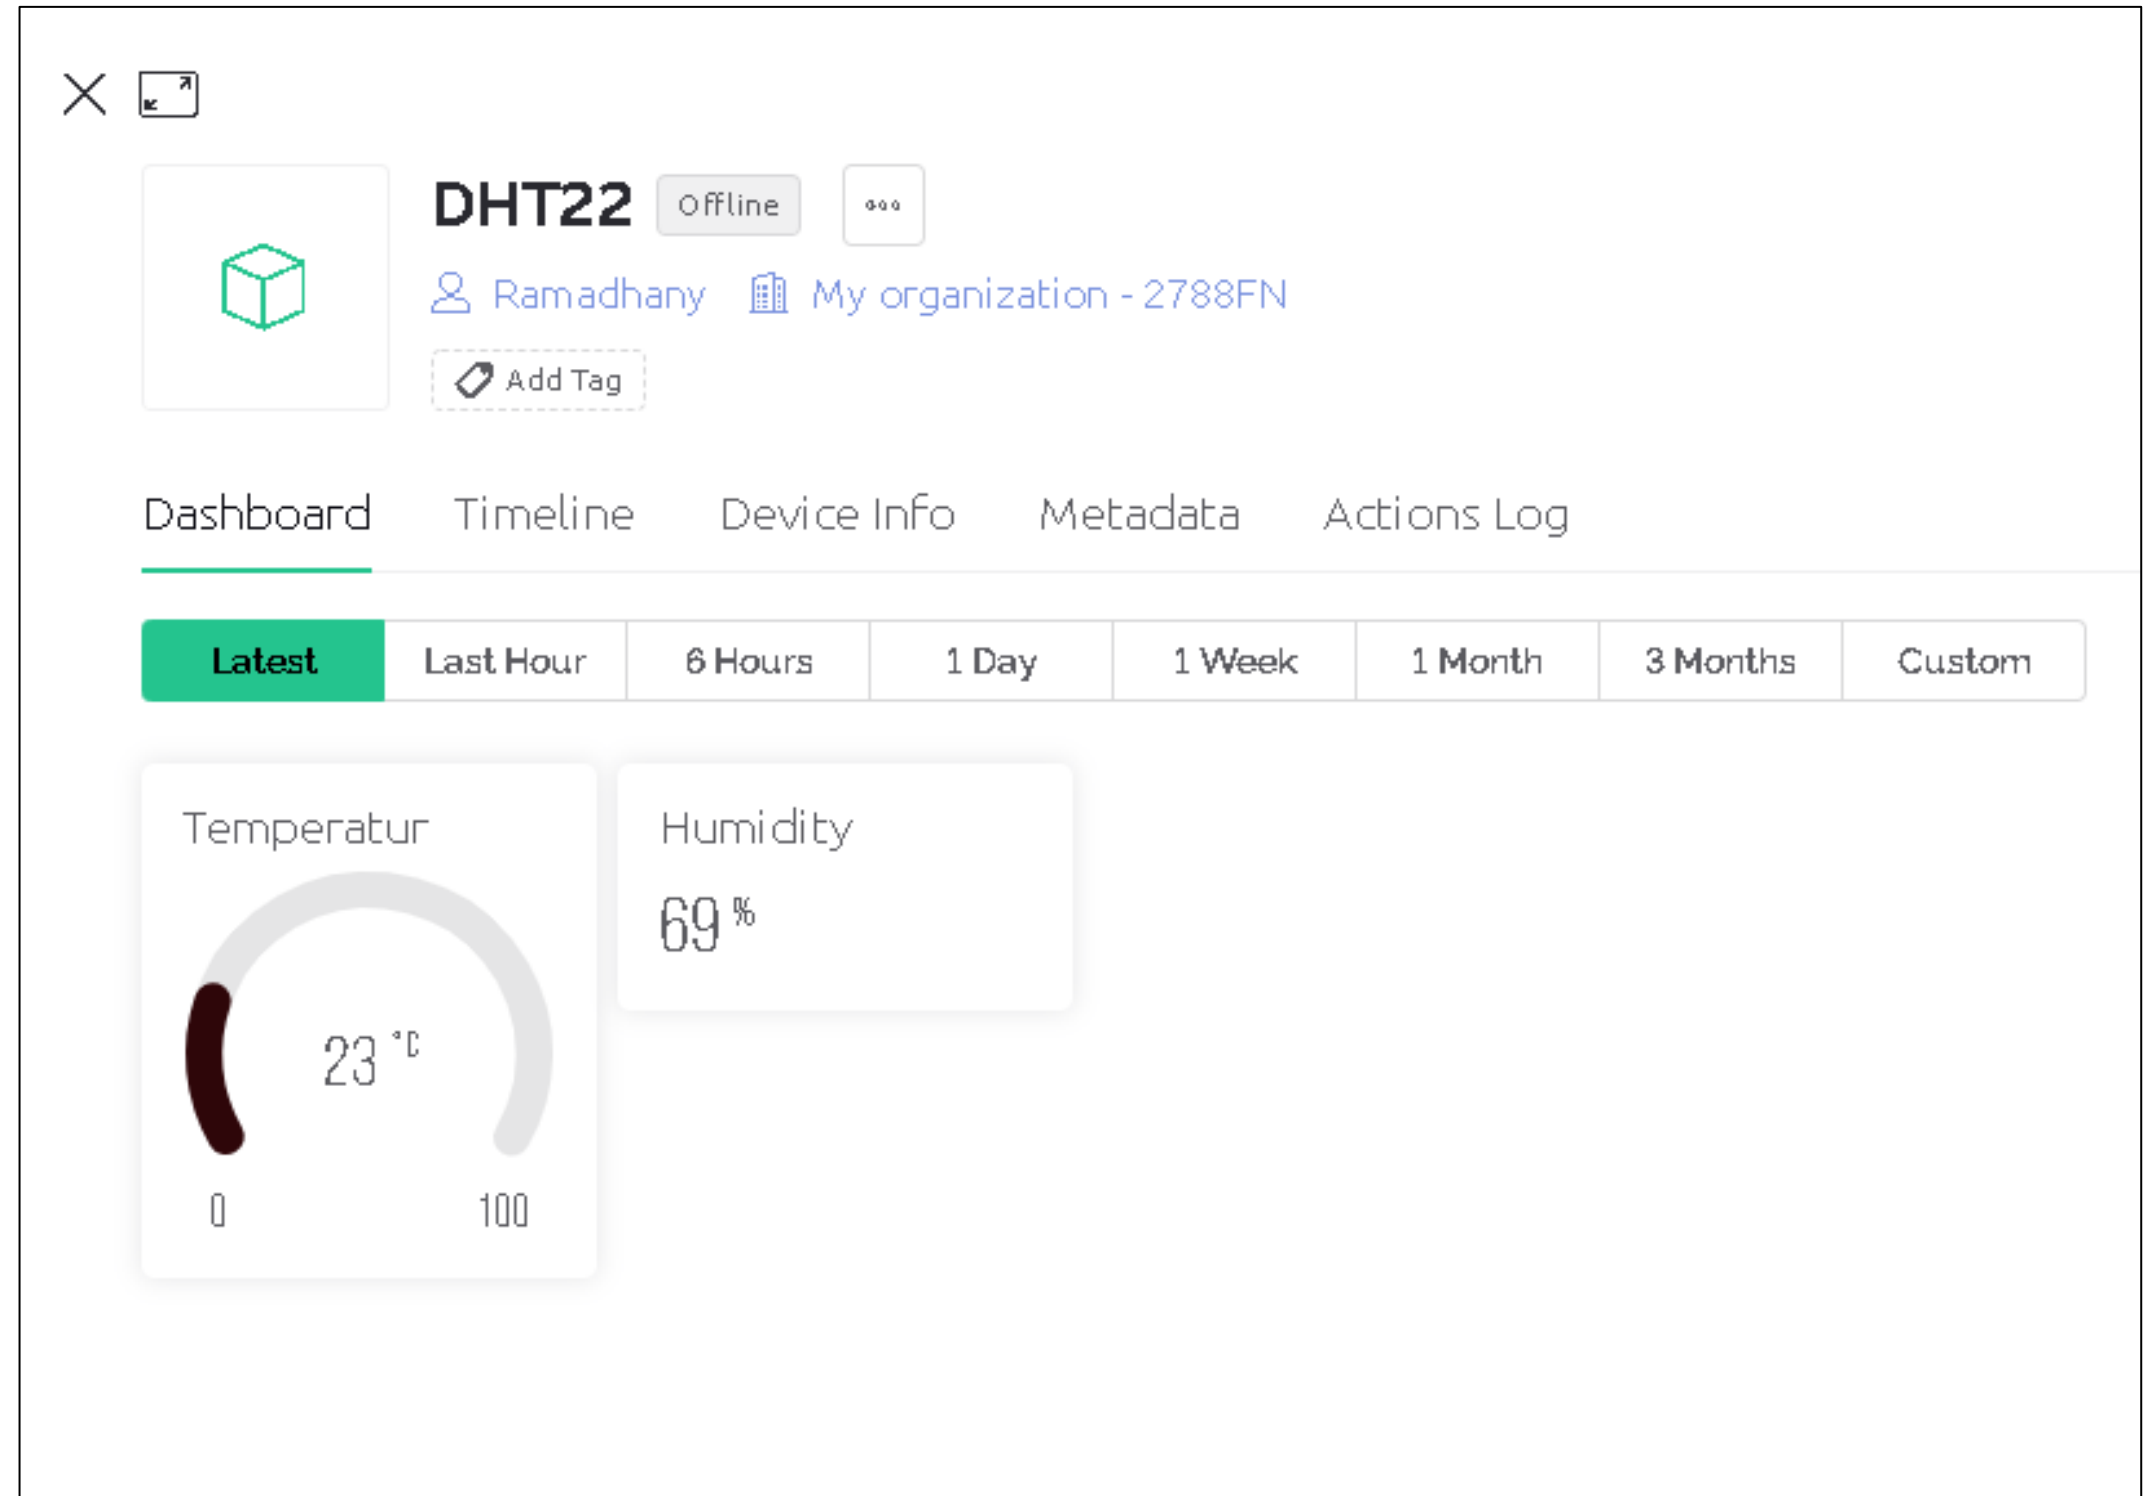 DHT22 Offline
Ramadhany My organization - 2788FN
Add Tag
Dashboard Timeline Device Info Metadata Actions Log
Latest Last Hour 6 Hours 1 Day 1 Week 1 Month 3 Months Custom
Temperatur
23 °C
0 100
Humidity
69 %